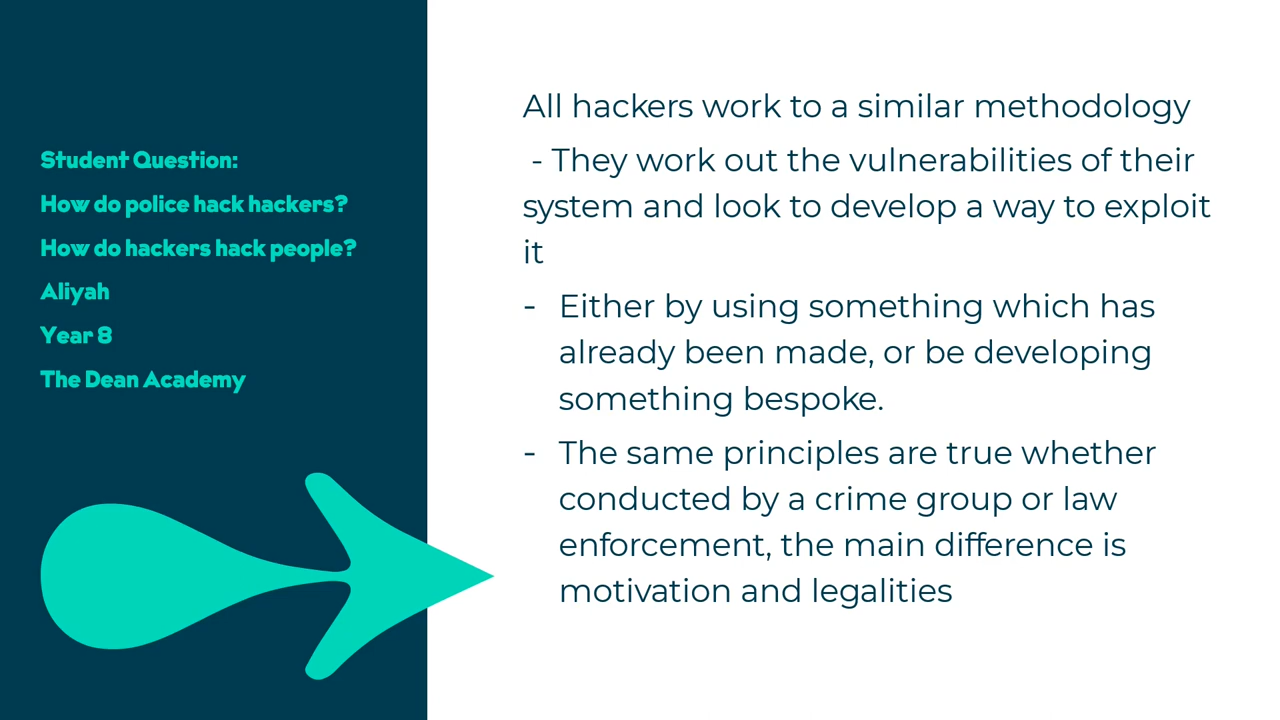 Student Question:
How do police hack hackers?
How do hackers hack people?
Aliyah
Year 8
The Dean Academy
All hackers work to a similar methodology
- They work out the vulnerabilities of their
system and look to develop a way to exploit
it
- Either by using something which has
already been made, or be developing
something bespoke.
- The same principles are true whether
conducted by a crime group or law
enforcement, the main difference is
motivation and legalities